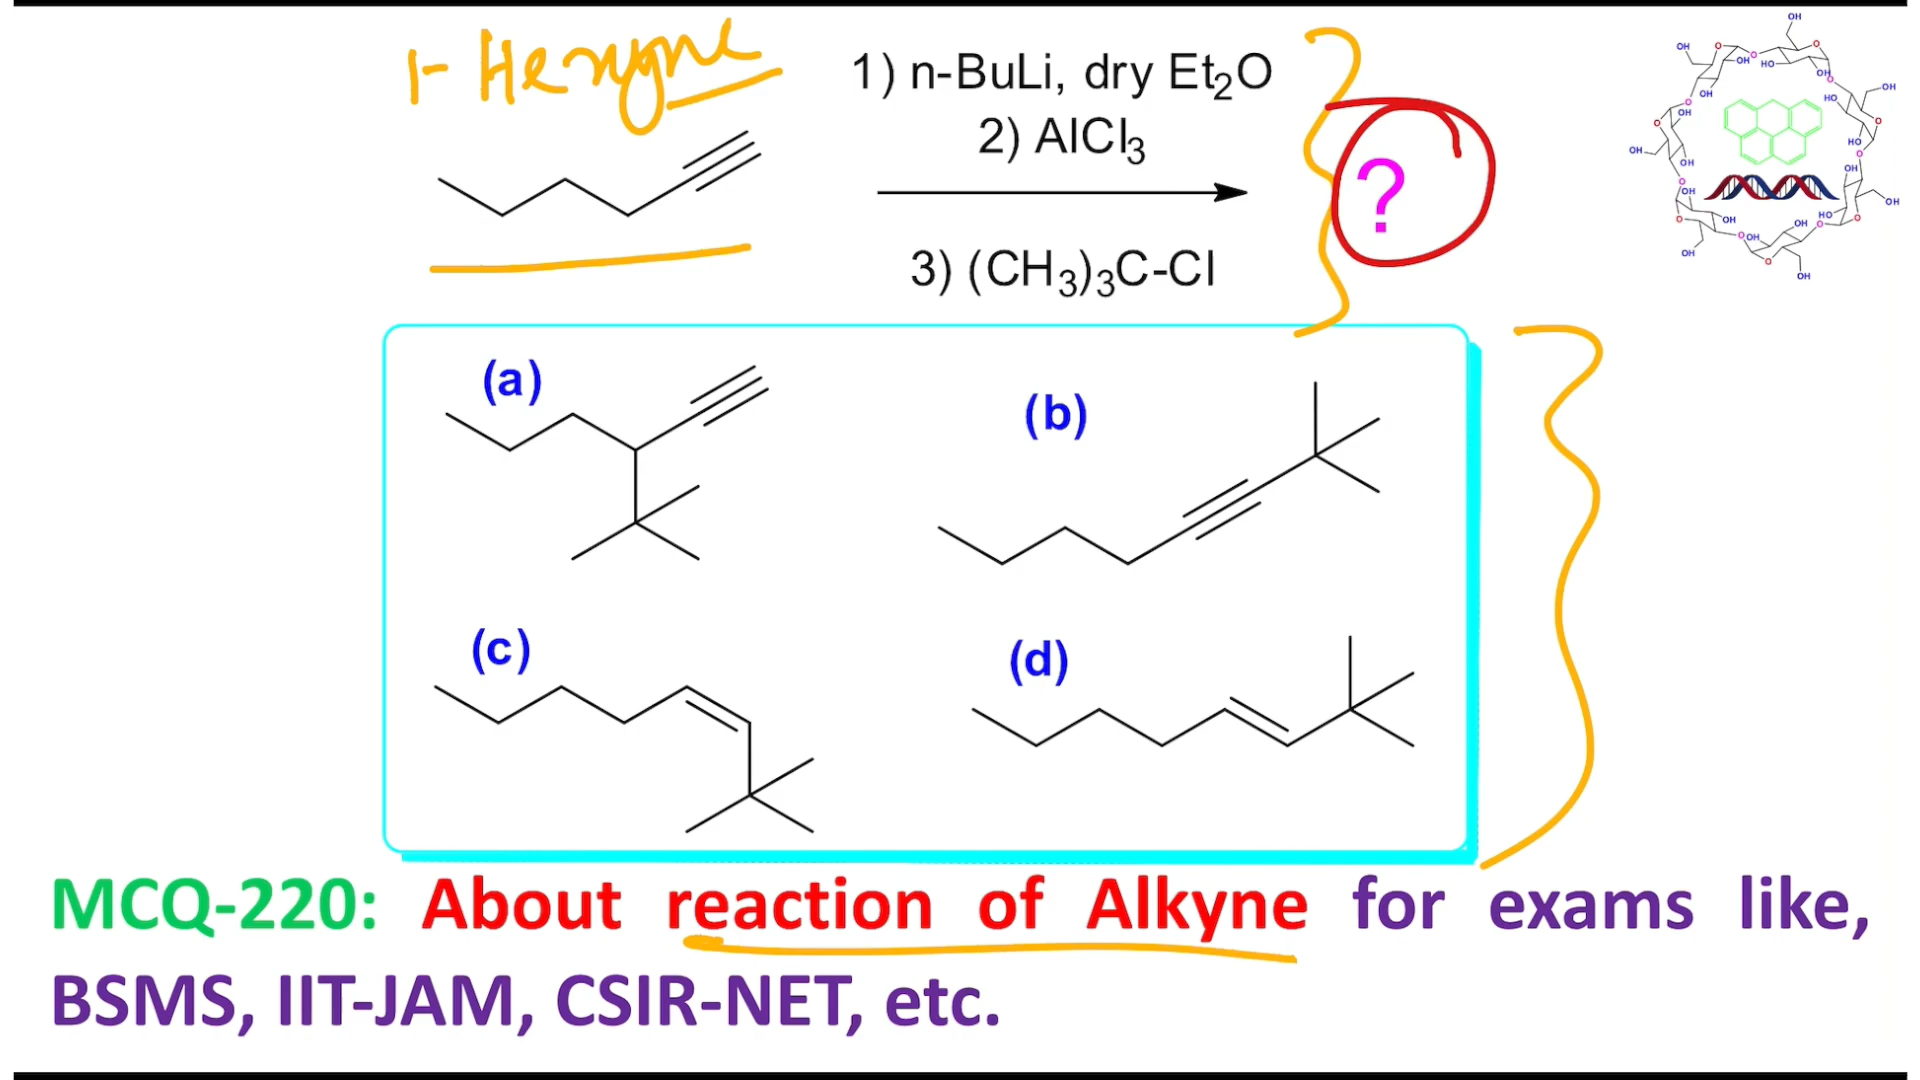 1- Hexyne
1) n-BuLi, dry Et₂O
2) AlCl₃
3) (CH₃)₃C-Cl
?
(a)
(b)
(c)
(d)
MCQ-220: About reaction of Alkyne for exams like,
BSMS, IIT-JAM, CSIR-NET, etc.